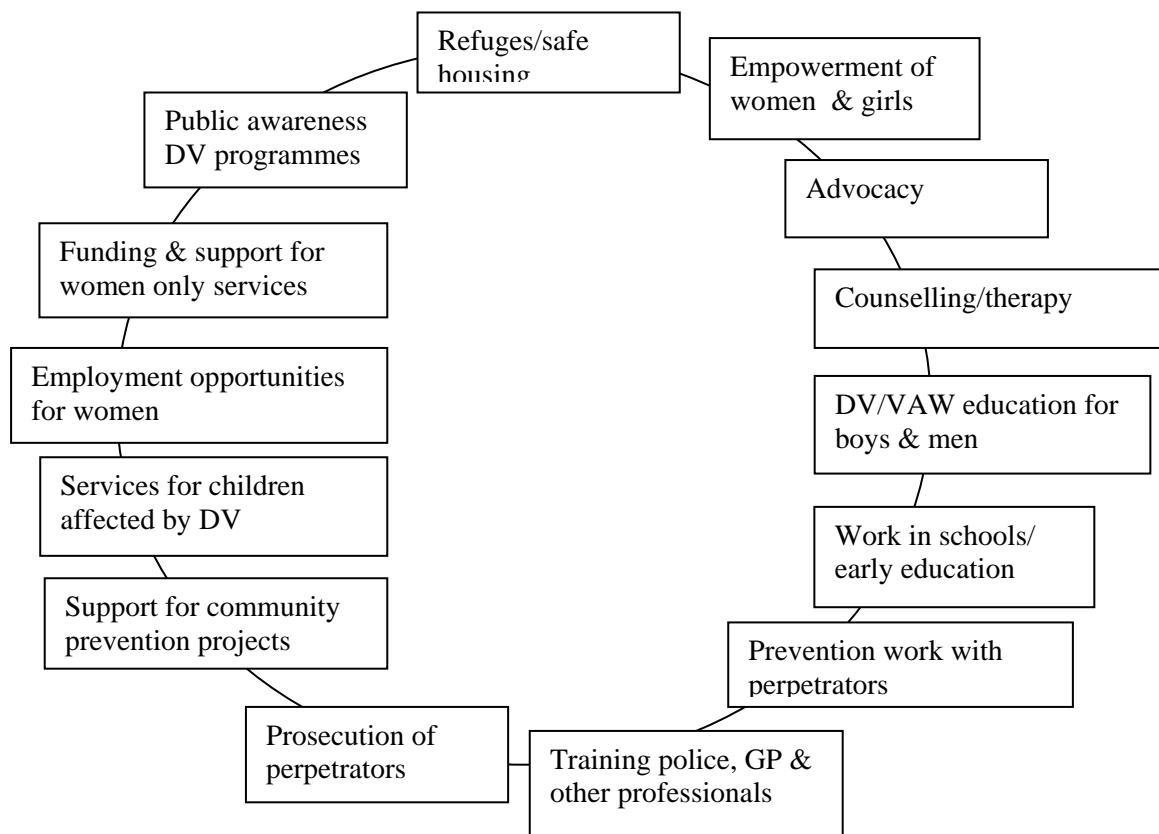 Refuges/safe
housing
Empowerment of
women & girls
Public awareness
DV programmes
Advocacy
Funding & support for
women only services
Counselling/therapy
Employment opportunities
for women
DV/VAW education for
boys & men
Services for children
affected by DV
Work in schools/
early education
Support for community
prevention projects
Prevention work with
perpetrators
Prosecution of
perpetrators
Training police, GP &
other professionals